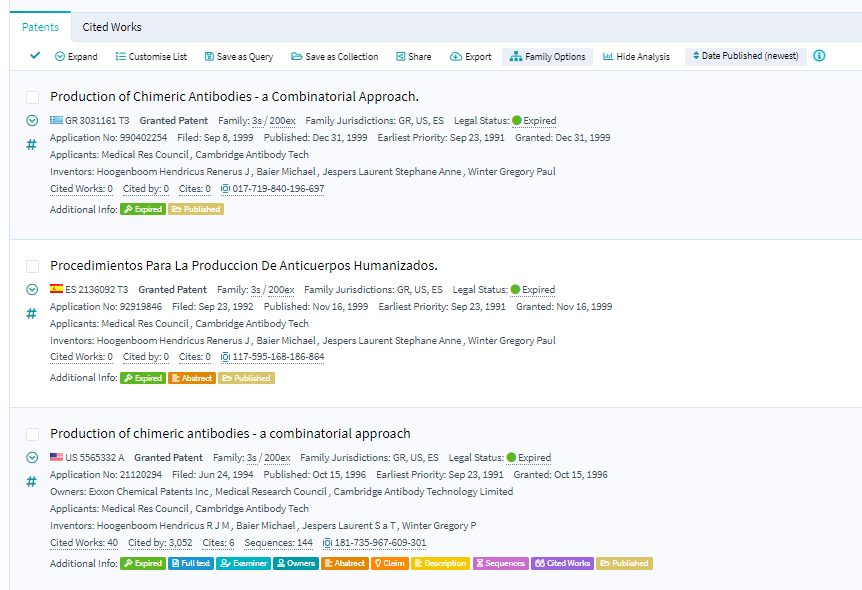 Patents Cited Works
Expand Customise List Save as Query Save as Collection Share Export Family Options Hide Analysis Date Published (newest)
Production of Chimeric Antibodies - a Combinatorial Approach.
GR 3031161 T3 Granted Patent Family: 3s / 200ex Family Jurisdictions: GR, US, ES Legal Status: Expired
Application No: 990402254 Filed: Sep 8, 1999 Published: Dec 31, 1999 Earliest Priority: Sep 23, 1991 Granted: Dec 31, 1999
Applicants: Medical Res Council , Cambridge Antibody Tech
Inventors: Hoogenboom Hendricus Renerus J , Baier Michael , Jespers Laurent Stephane Anne , Winter Gregory Paul
Cited Works: 0 Cited by: 0 Cites: 0 017-719-840-196-697
Additional Info: Expired Published
Procedimientos Para La Produccion De Anticuerpos Humanizados.
ES 2136092 T3 Granted Patent Family: 3s / 200ex Family Jurisdictions: GR, US, ES Legal Status: Expired
Application No: 92919846 Filed: Sep 23, 1992 Published: Nov 16, 1999 Earliest Priority: Sep 23, 1991 Granted: Nov 16, 1999
Applicants: Medical Res Council , Cambridge Antibody Tech
Inventors: Hoogenboom Hendricus Renerus J , Baier Michael , Jespers Laurent Stephane Anne , Winter Gregory Paul
Cited Works: 0 Cited by: 0 Cites: 0 117-595-168-186-864
Additional Info: Expired Abstract Published
Production of chimeric antibodies - a combinatorial approach
US 5565332 A Granted Patent Family: 3s / 200ex Family Jurisdictions: GR, US, ES Legal Status: Expired
Application No: 21120294 Filed: Jun 24, 1994 Published: Oct 15, 1996 Earliest Priority: Sep 23, 1991 Granted: Oct 15, 1996
Owners: Exxon Chemical Patents Inc , Medical Research Council , Cambridge Antibody Technology Limited
Applicants: Medical Res Council , Cambridge Antibody Tech
Inventors: Hoogenboom Hendricus R J M , Baier Michael , Jespers Laurent S a T , Winter Gregory P
Cited Works: 40 Cited by: 3,052 Cites: 6 Sequences: 144 181-735-967-609-301
Additional Info: Expired Full text Examiner Owners Abstract Claim Description Sequences Cited Works Published